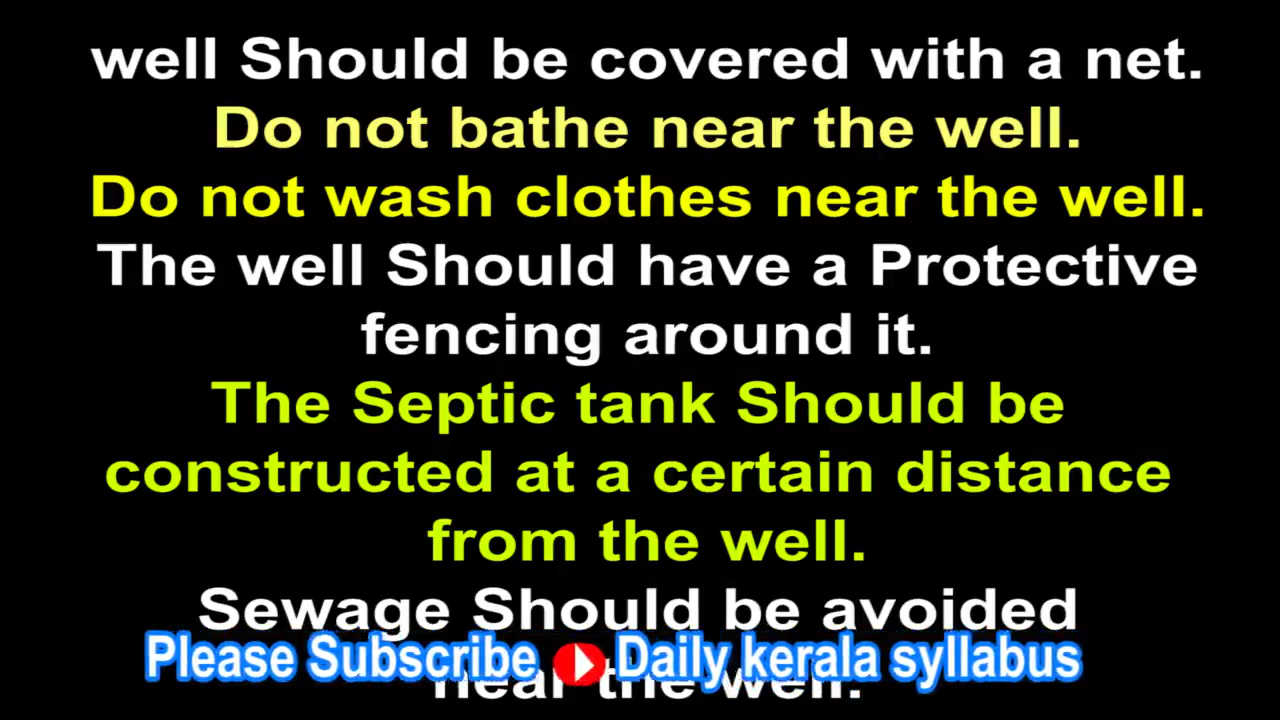 well Should be covered with a net.
Do not bathe near the well.
Do not wash clothes near the well.
The well Should have a Protective
fencing around it.
The Septic tank Should be
constructed at a certain distance
from the well.
Sewage Should be avoided
Please Subscribe Daily kerala syllabus
near the well.